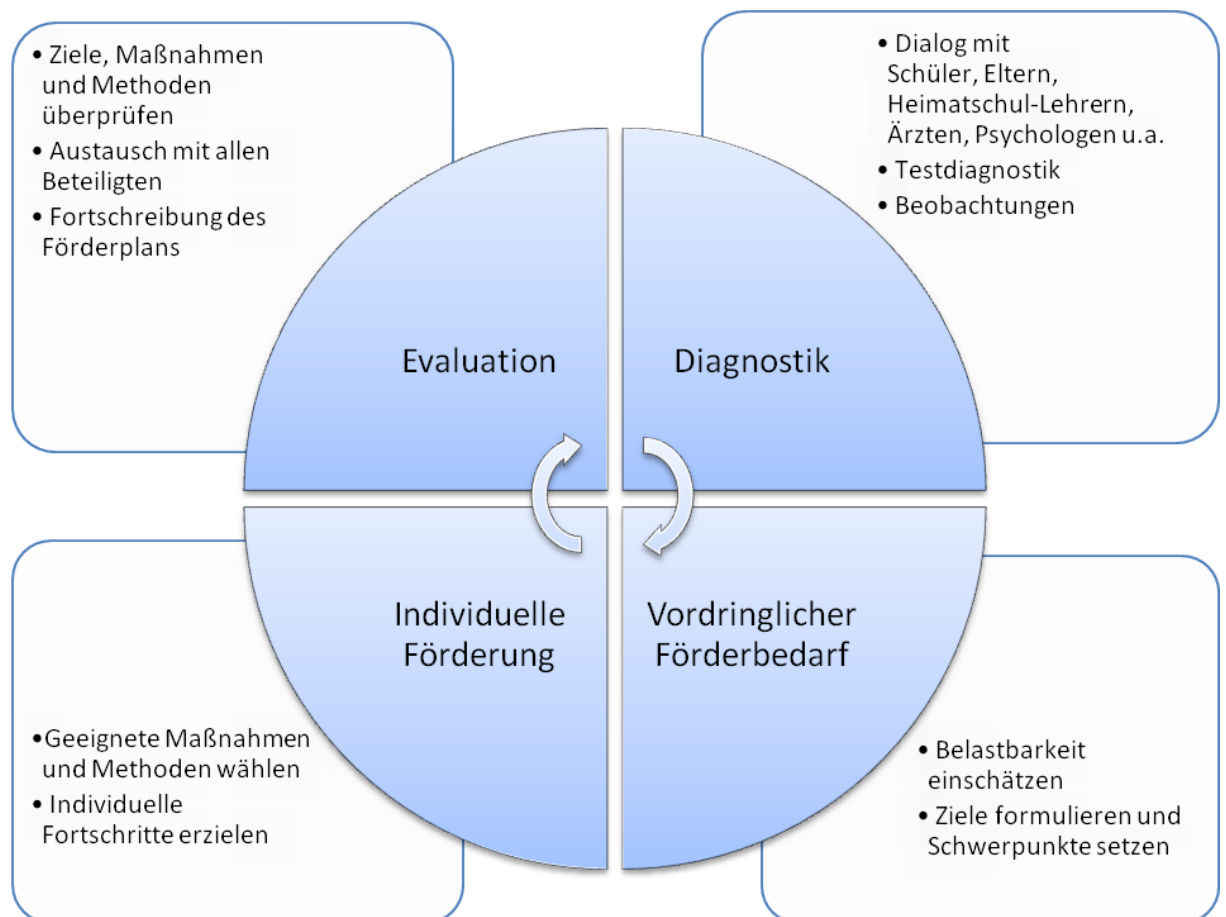 • Ziele, Maßnahmen
und Methoden
überprüfen
• Austausch mit allen
Beteiligten
• Fortschreibung des
Förderplans
• Dialog mit
Schüler, Eltern,
Heimatschul-Lehrern,
Ärzten, Psychologen u.a.
• Testdiagnostik
• Beobachtungen
Evaluation
Diagnostik
Individuelle
Förderung
Vordringlicher
Förderbedarf
•Geeignete Maßnahmen
und Methoden wählen
• Individuelle
Fortschritte erzielen
• Belastbarkeit
einschätzen
• Ziele formulieren und
Schwerpunkte setzen